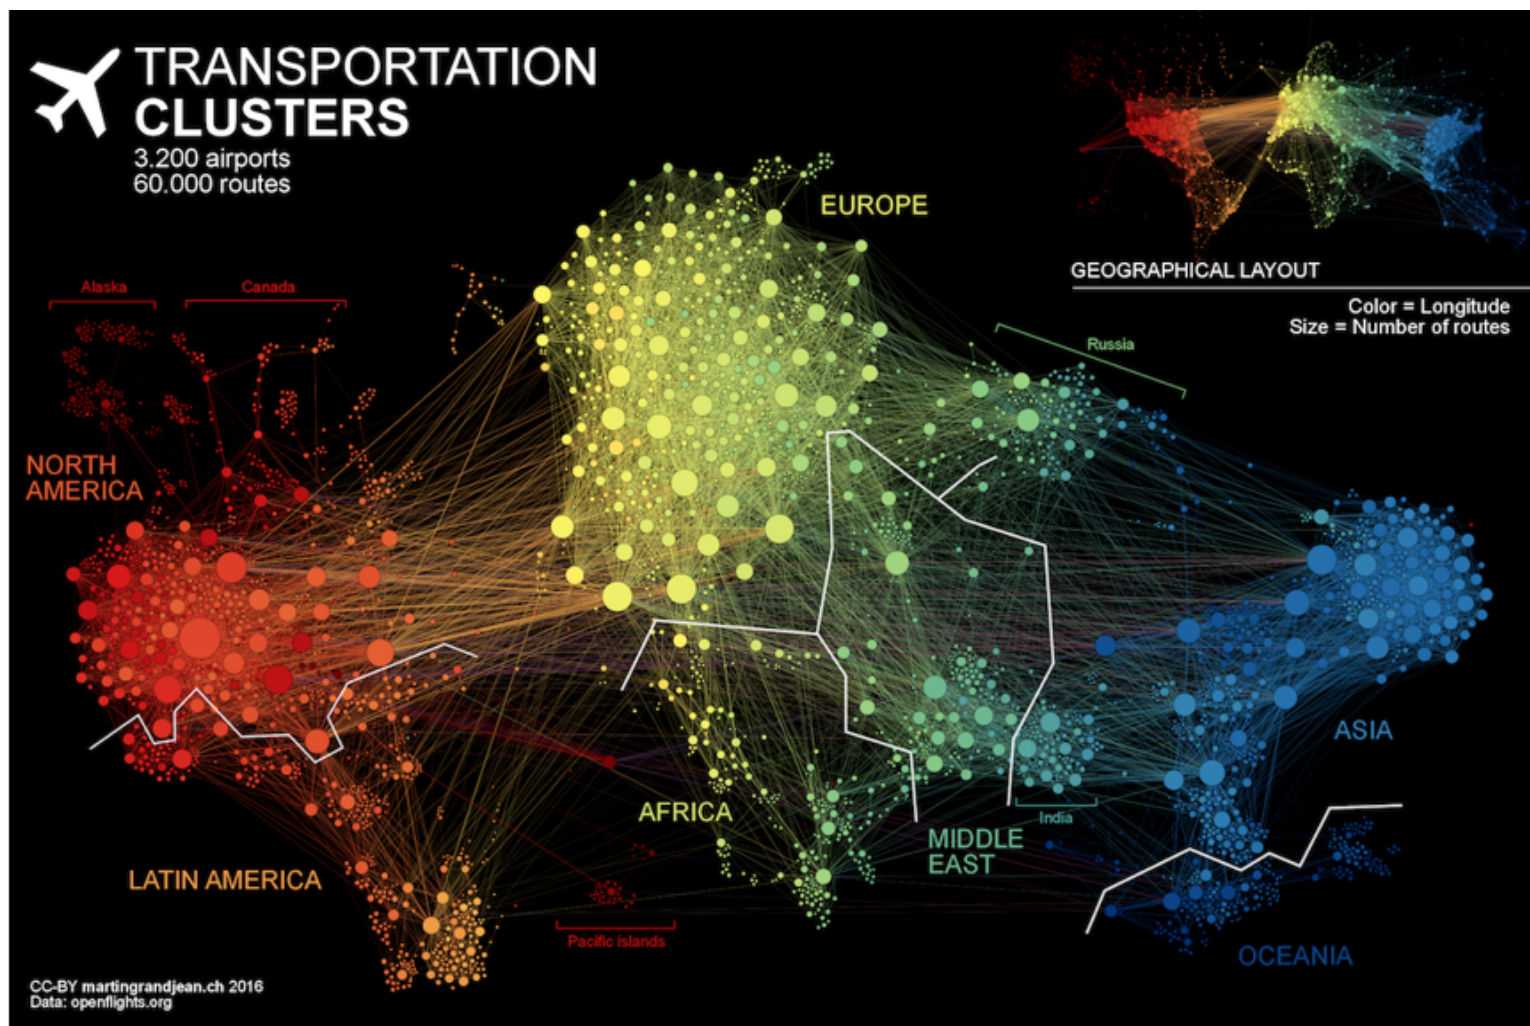 TRANSPORTATION
CLUSTERS
3.200 airports
60.000 routes
EUROPE
GEOGRAPHICAL LAYOUT
Color = Longitude
Size = Number of routes
Alaska
Canada
Russia
NORTH
AMERICA
ASIA
AFRICA
India
MIDDLE
EAST
LATIN AMERICA
Pacific islands
OCEANIA
CC-BY martingrandjean.ch 2016
Data: openflights.org